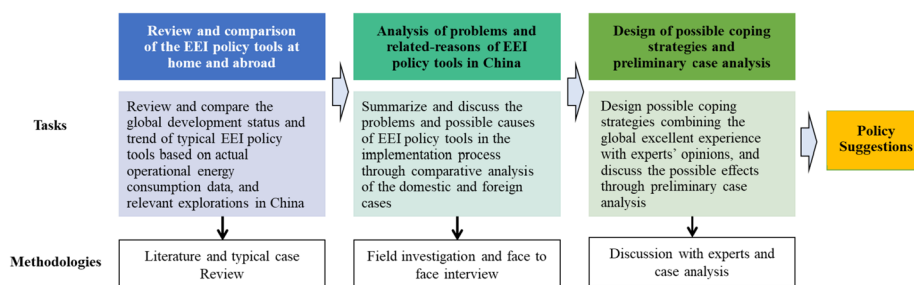 Review and comparison
of the EEI policy tools at
home and abroad
Analysis of problems and
related-reasons of EEI
policy tools in China
Design of possible coping
strategies and
preliminary case analysis
Tasks
Review and compare the
global development status and
trend of typical EEI policy
tools based on actual
operational energy
consumption data, and
relevant explorations in China
Summarize and discuss the
problems and possible causes
of EEI policy tools in the
implementation process
through comparative analysis
of the domestic and foreign
cases
Design possible coping
strategies combining the
global excellent experience
with experts' opinions, and
discuss the possible effects
through preliminary case
analysis
Policy
Suggestions
Methodologies
Literature and typical case
Review
Field investigation and face to
face interview
Discussion with experts and
case analysis